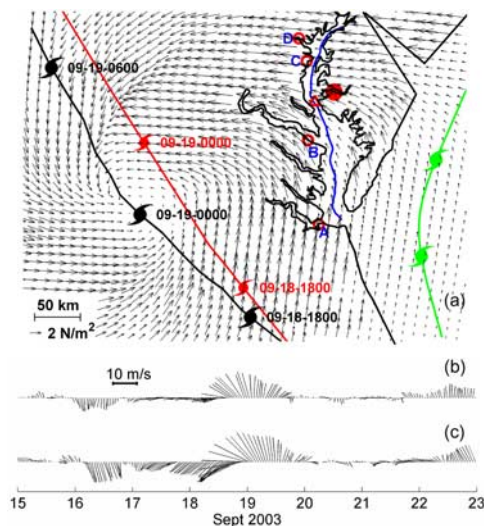 D
C
09-19-0600
09-19-0000
B
09-19-0000
A
50 km
09-18-1800
(a)
2 N/m²
09-18-1800
10 m/s
(b)
(c)
15 16 17 18 19 20 21 22 23
Sept 2003